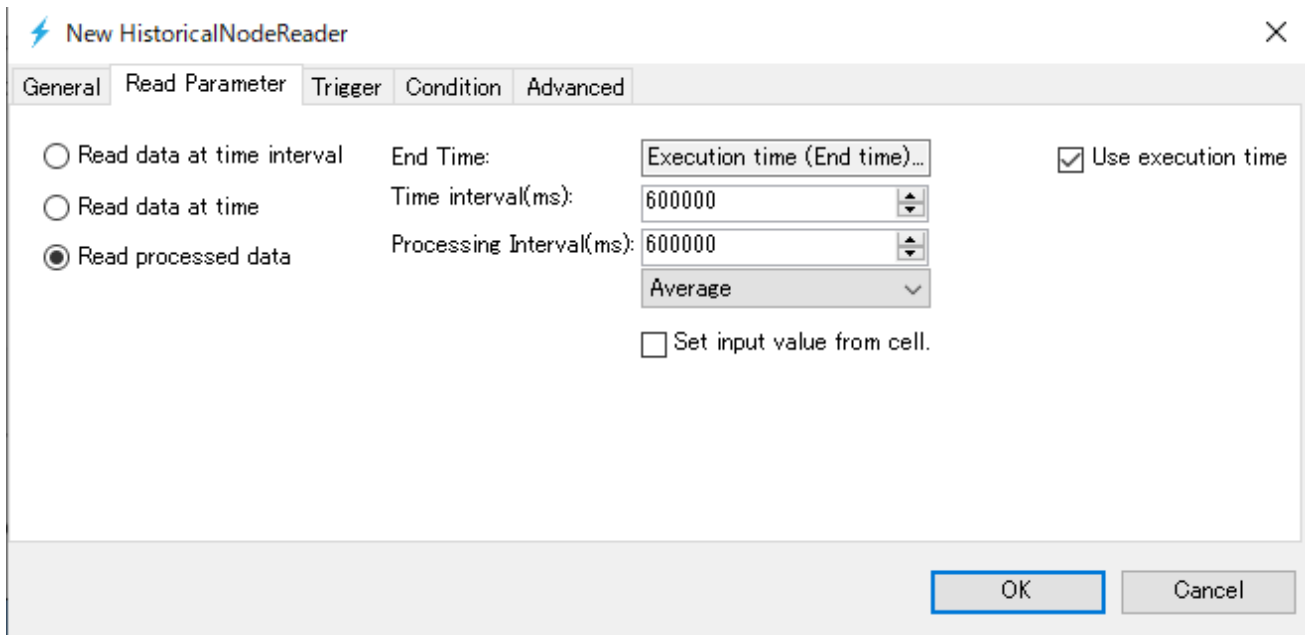 New HistoricalNodeReader
General Read Parameter Trigger Condition Advanced
Read data at time interval End Time: Execution time (End time)... Use execution time
Read data at time Time interval(ms): 600000
Read processed data Processing Interval(ms): 600000
Average
Set input value from cell.
OK Cancel